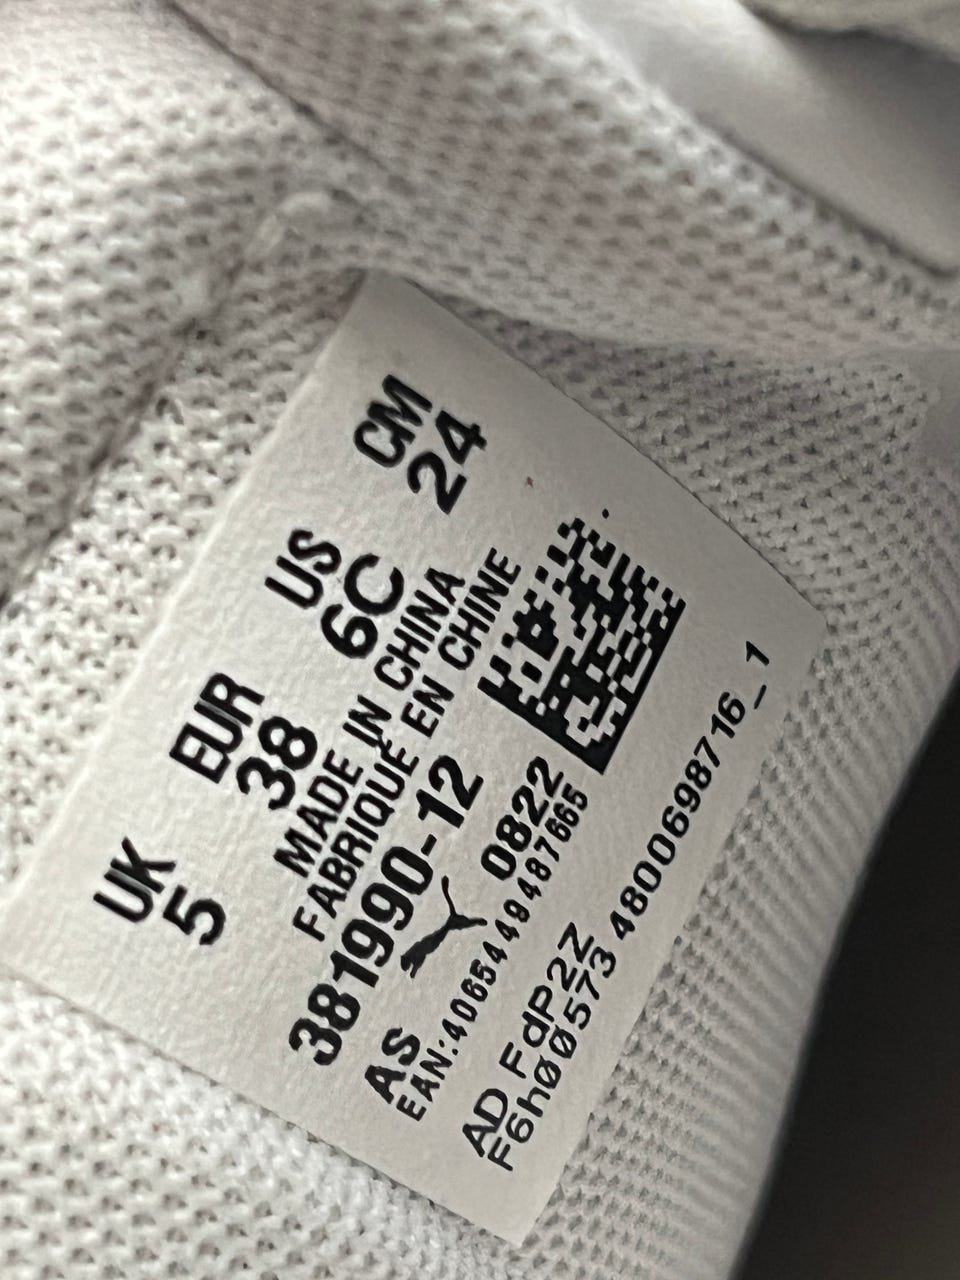 UK EUR US CM
5 38 6C 24
MADE IN CHINA
FABRIQUÉ EN CHINE
381990-12
AS 0822
EAN:4065449487665
AD FdP2Z
F6h00573 4800698716_1